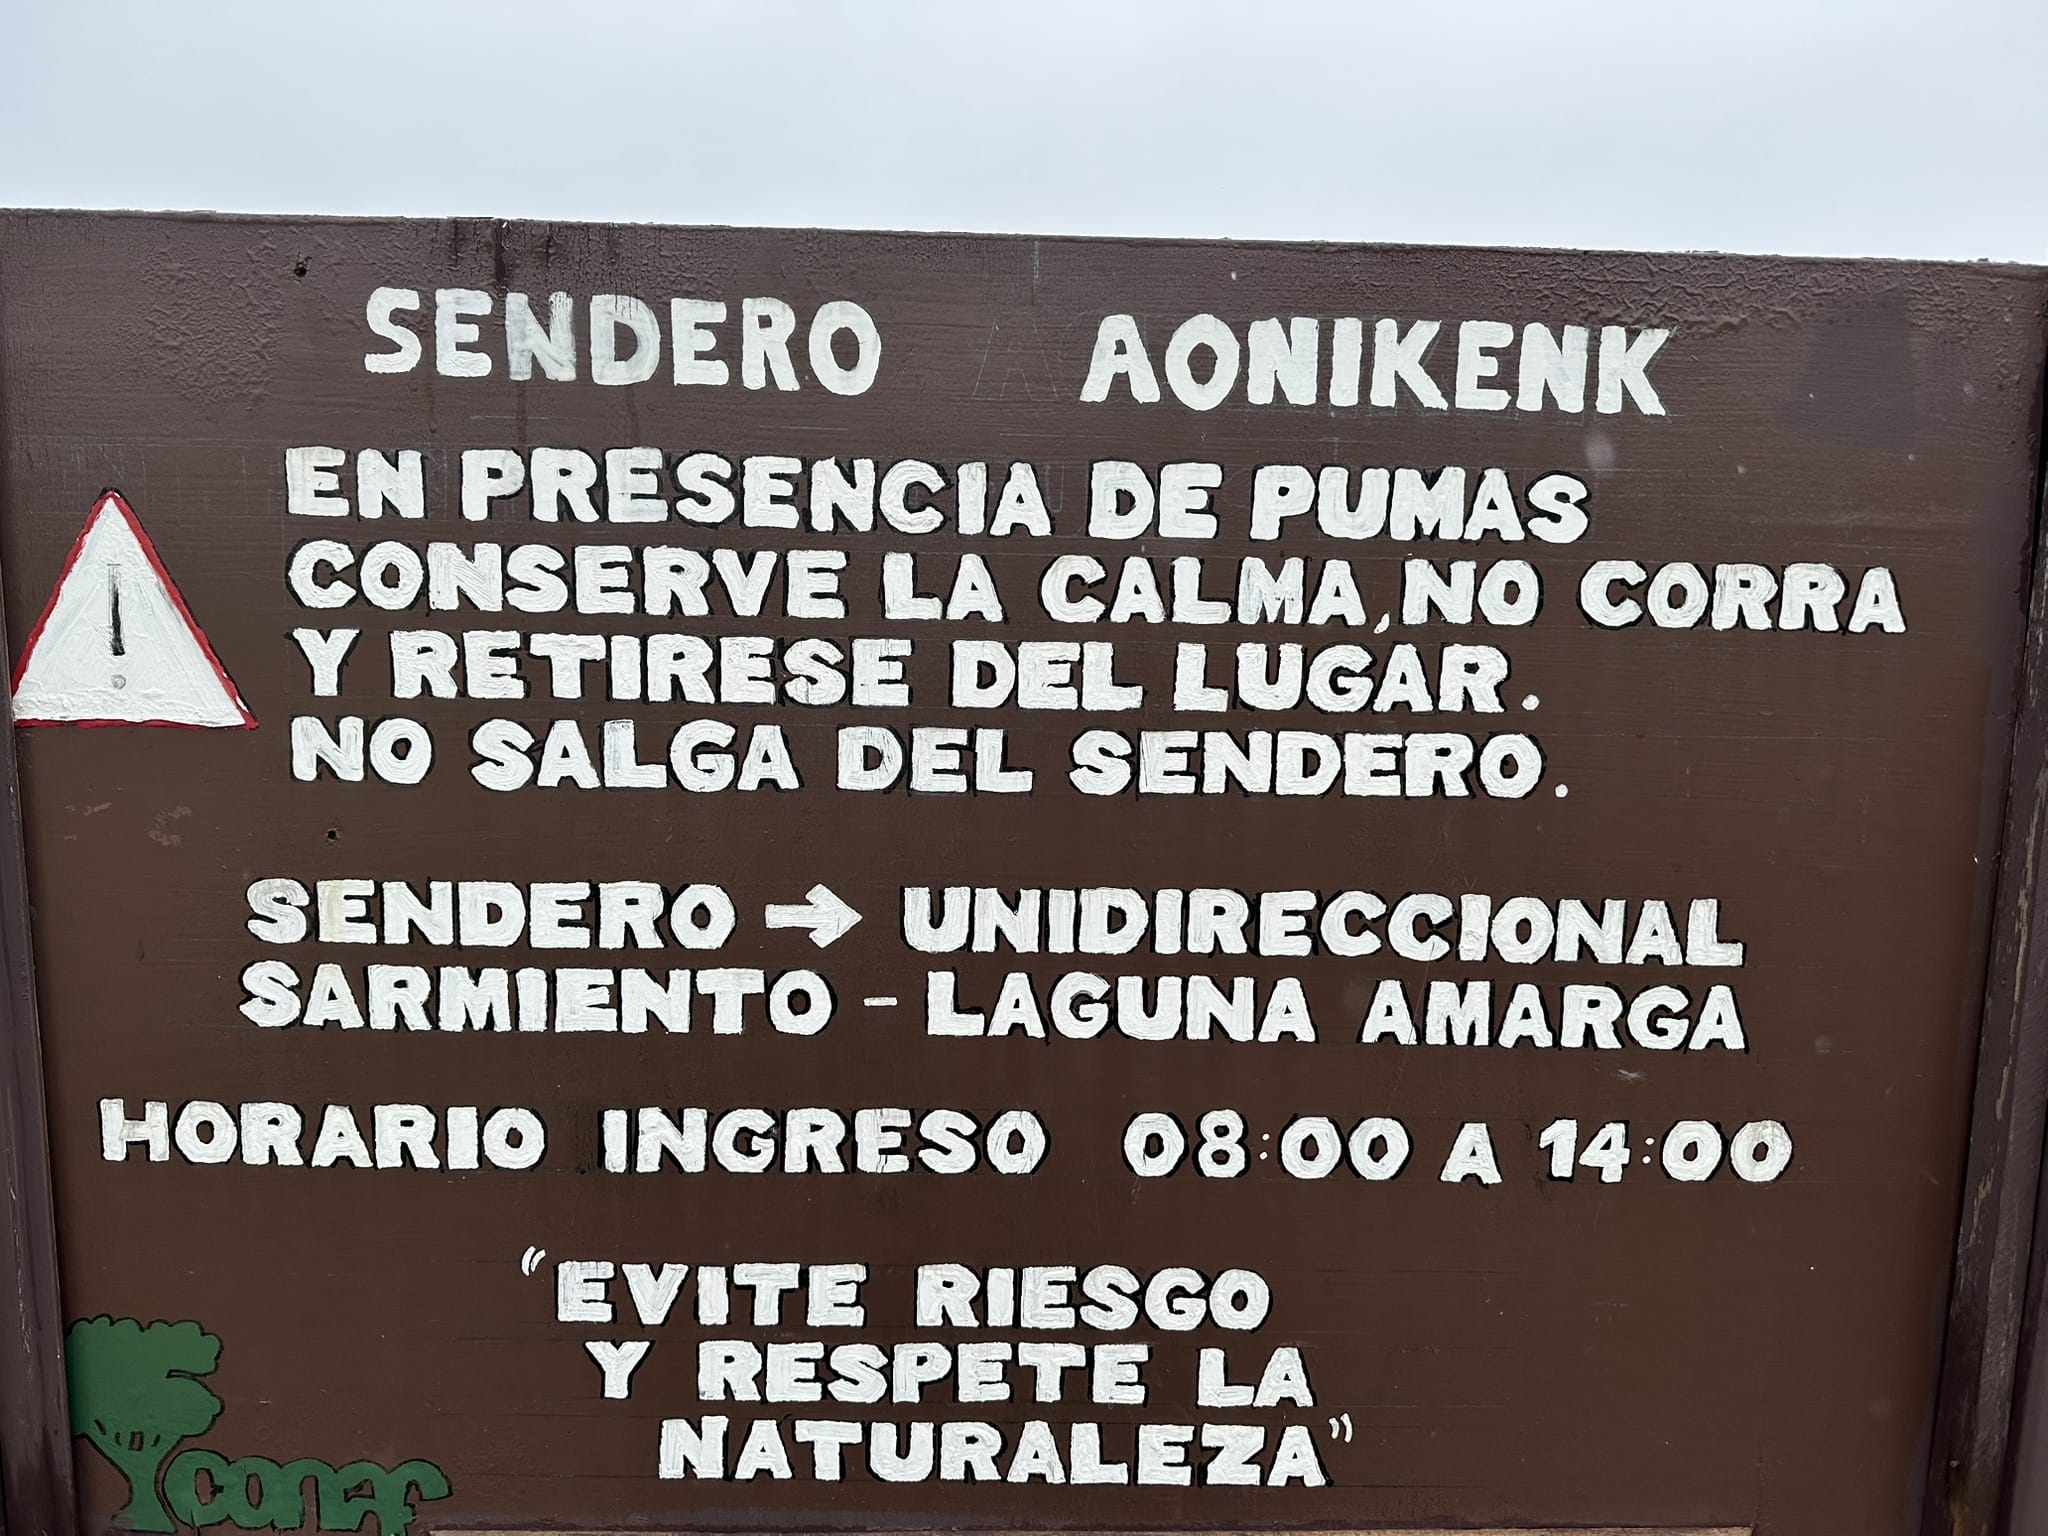 SENDERO AONIKENK
EN PRESENCIA DE PUMAS
CONSERVE LA CALMA, NO CORRA
Y RETIRESE DEL LUGAR.
NO SALGA DEL SENDERO.
SENDERO → UNIDIRECCIONAL
SARMIENTO - LAGUNA AMARGA
HORARIO INGRESO 08:00 A 14:00
"EVITE RIESGO
Y RESPETE LA
NATURALEZA"
conaf